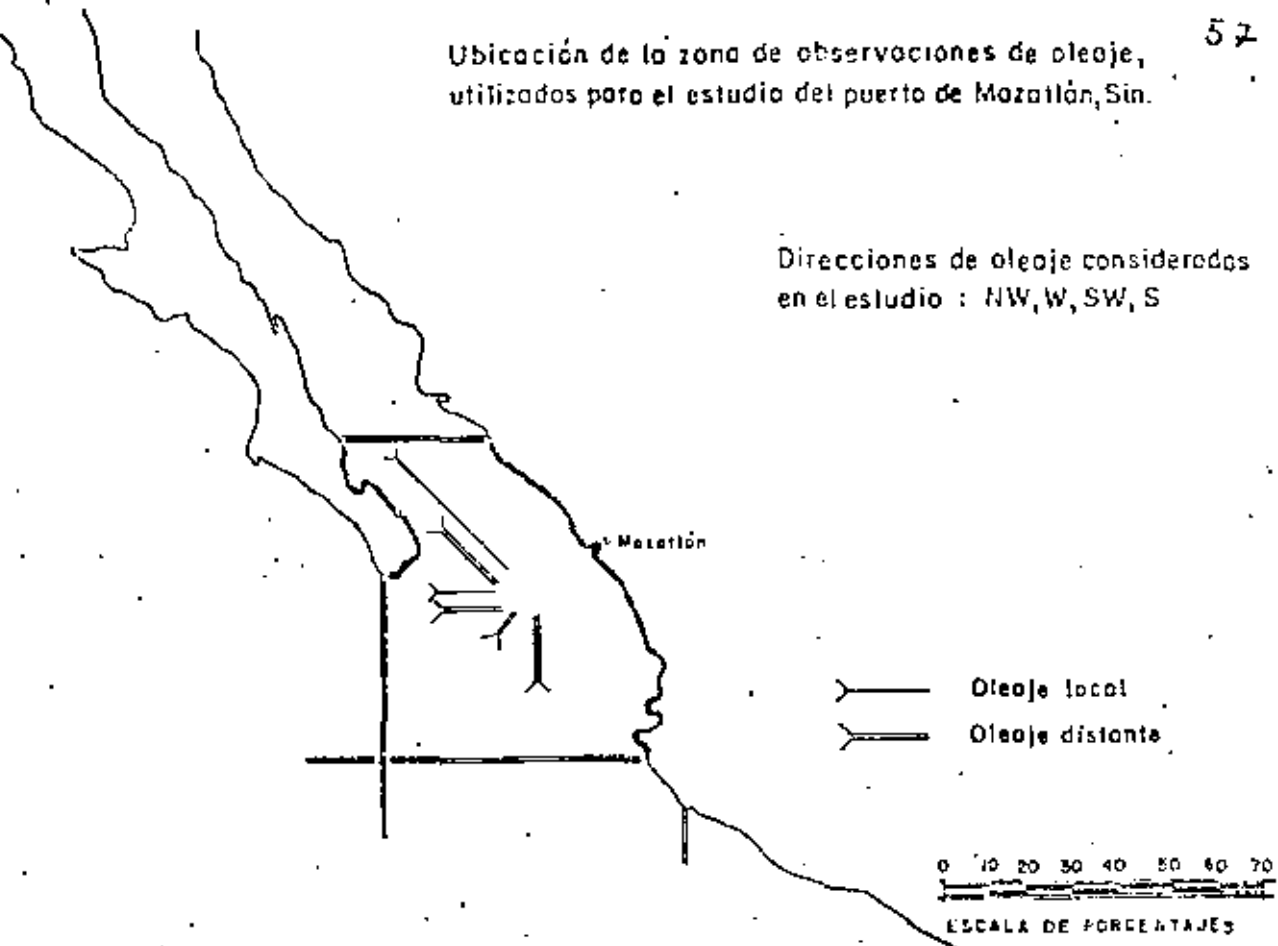 57
Ubicación de la zona de observaciones de oleaje,
utilizados para el estudio del puerto de Mazatlán, Sin.
Direcciones de oleaje consideradas
en el estudio : NW, W, SW, S
Mazatlán
Oleaje local
Oleaje distante
0 10 20 30 40 50 60 70
ESCALA DE PORCENTAJES